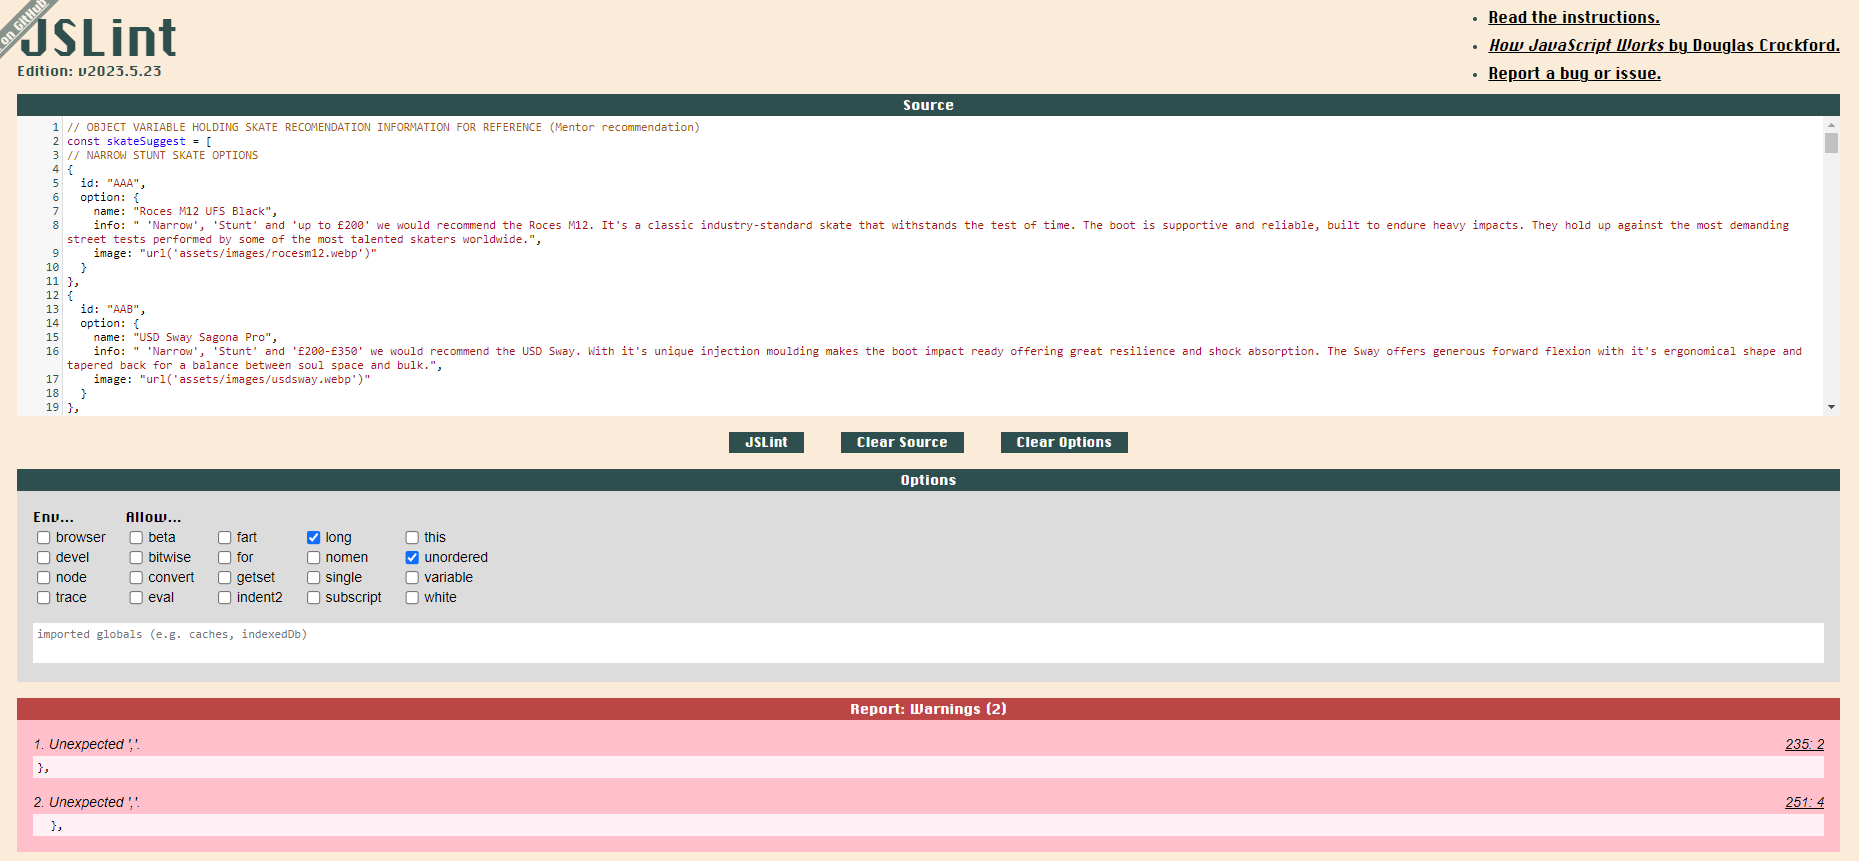 on GitHub
JSLint
Edition: v2023.5.23
Read the instructions.
How JavaScript Works by Douglas Crockford.
Report a bug or issue.
Source
1 // OBJECT VARIABLE HOLDING SKATE RECOMENDATION INFORMATION FOR REFERENCE (Mentor recommendation)
2 const skateSuggest = [
3 // NARROW STUNT SKATE OPTIONS
4 {
5 id: "AAA",
6 option: {
7 name: "Roces M12 UFS Black",
8 info: " 'Narrow', 'Stunt' and 'up to £200' we would recommend the Roces M12. It's a classic industry-standard skate that withstands the test of time. The boot is supportive and reliable, built to endure heavy impacts. They hold up against the most demanding
street tests performed by some of the most talented skaters worldwide.",
9 image: "url('assets/images/rocesm12.webp')"
10 }
11 },
12 {
13 id: "AAB",
14 option: {
15 name: "USD Sway Sagona Pro",
16 info: " 'Narrow', 'Stunt' and '£200-£350' we would recommend the USD Sway. With it's unique injection moulding makes the boot impact ready offering great resilience and shock absorption. The Sway offers generous forward flexion with it's ergonomical shape and
tapered back for a balance between soul space and bulk.",
17 image: "url('assets/images/usdsway.webp')"
18 }
19 },
JSLint Clear Source Clear Options
Options
Env... Allow...
browser beta fart long this
devel bitwise for nomen unordered
node convert getset single variable
trace eval indent2 subscript white
imported globals (e.g. caches, indexedDb)
Report: Warnings (2)
1. Unexpected ','. 235: 2
},
2. Unexpected ','. 251: 4
},